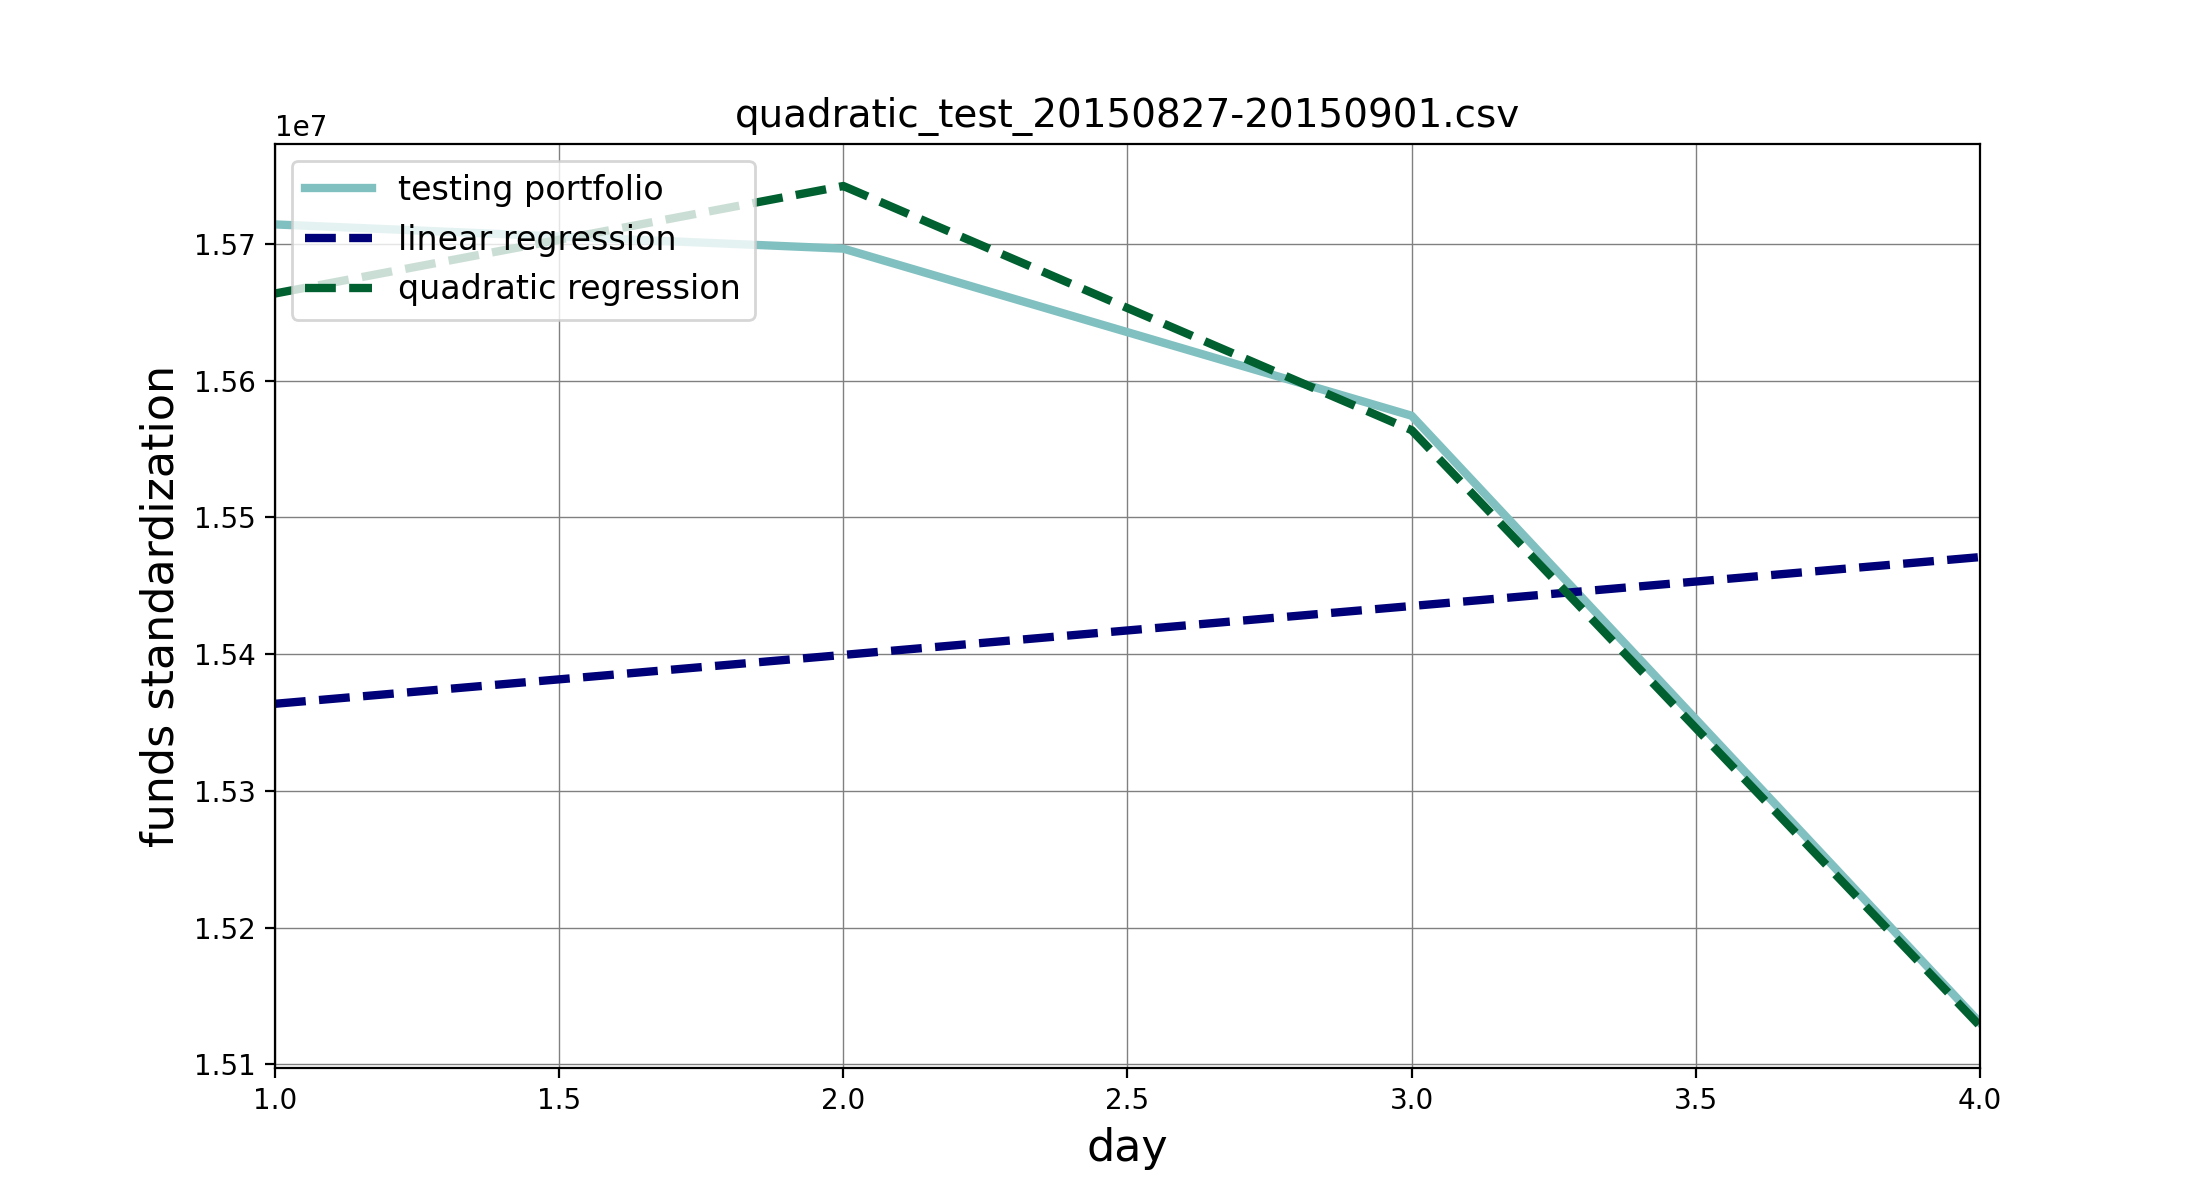 quadratic_test_20150827-20150901.csv
1e7
testing portfolio
linear regression
quadratic regression
1.57
1.56
1.55
1.54
1.53
1.52
1.51
funds standardization
1.0 1.5 2.0 2.5 3.0 3.5 4.0
day